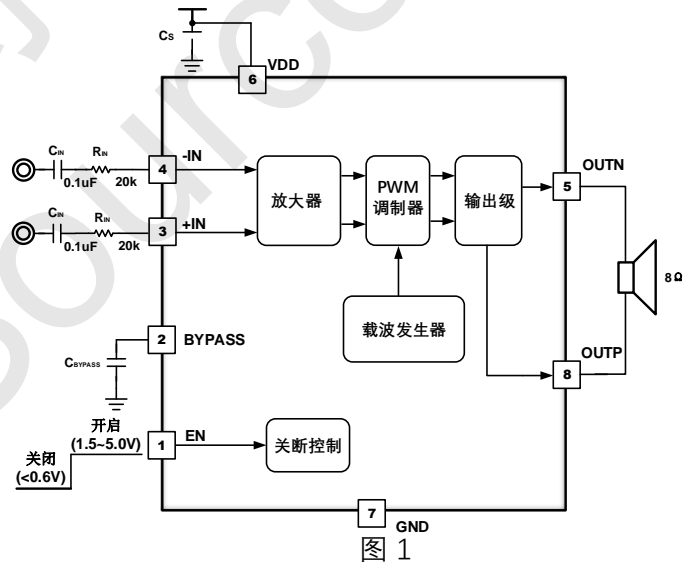 Cs
6
VDD
CIN
RIN
0.1uF
20k
4
-IN
CIN
RIN
0.1uF
20k
3
+IN
放大器
PWM
调制器
输出级
5
OUTN
8Ω
载波发生器
2
BYPASS
CBYPASS
OUTP
8
开启
(1.5~5.0V)
1
EN
关断控制
关闭
(<0.6V)
7
GND
图 1